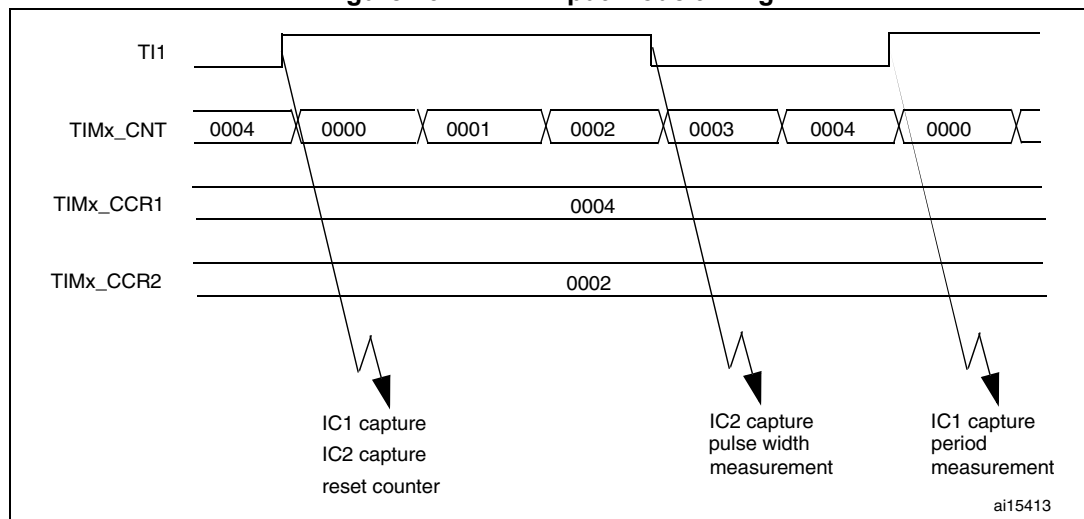 TI1
TIMx_CNT 0004 0000 0001 0002 0003 0004 0000
TIMx_CCR1 0004
TIMx_CCR2 0002
IC1 capture
IC2 capture
reset counter
IC2 capture
pulse width
measurement
IC1 capture
period
measurement
ai15413